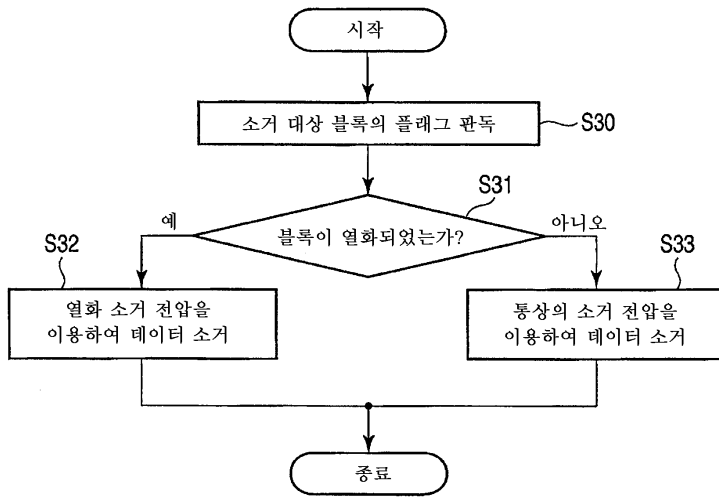 시작
소거 대상 블록의 플래그 판독
S30
S31
블록이 열화되었는가?
예
아니오
S32
열화 소거 전압을
이용하여 데이터 소거
S33
통상의 소거 전압을
이용하여 데이터 소거
종료